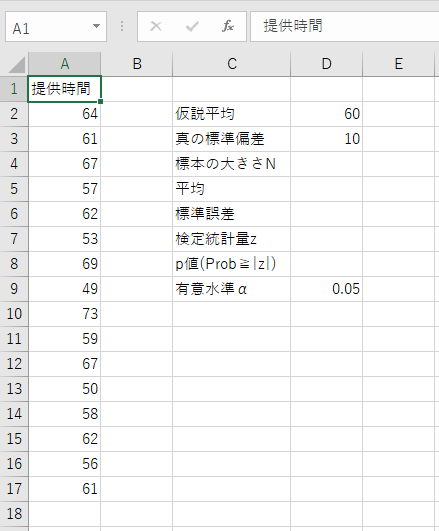 A1 fx 提供時間
A B C D E
1 提供時間
2 64 仮説平均 60
3 61 真の標準偏差 10
4 67 標本の大きさN
5 57 平均
6 62 標準誤差
7 53 検定統計量z
8 69 p値(Prob≧|z|)
9 49 有意水準α 0.05
10 73
11 59
12 67
13 50
14 58
15 62
16 56
17 61
18